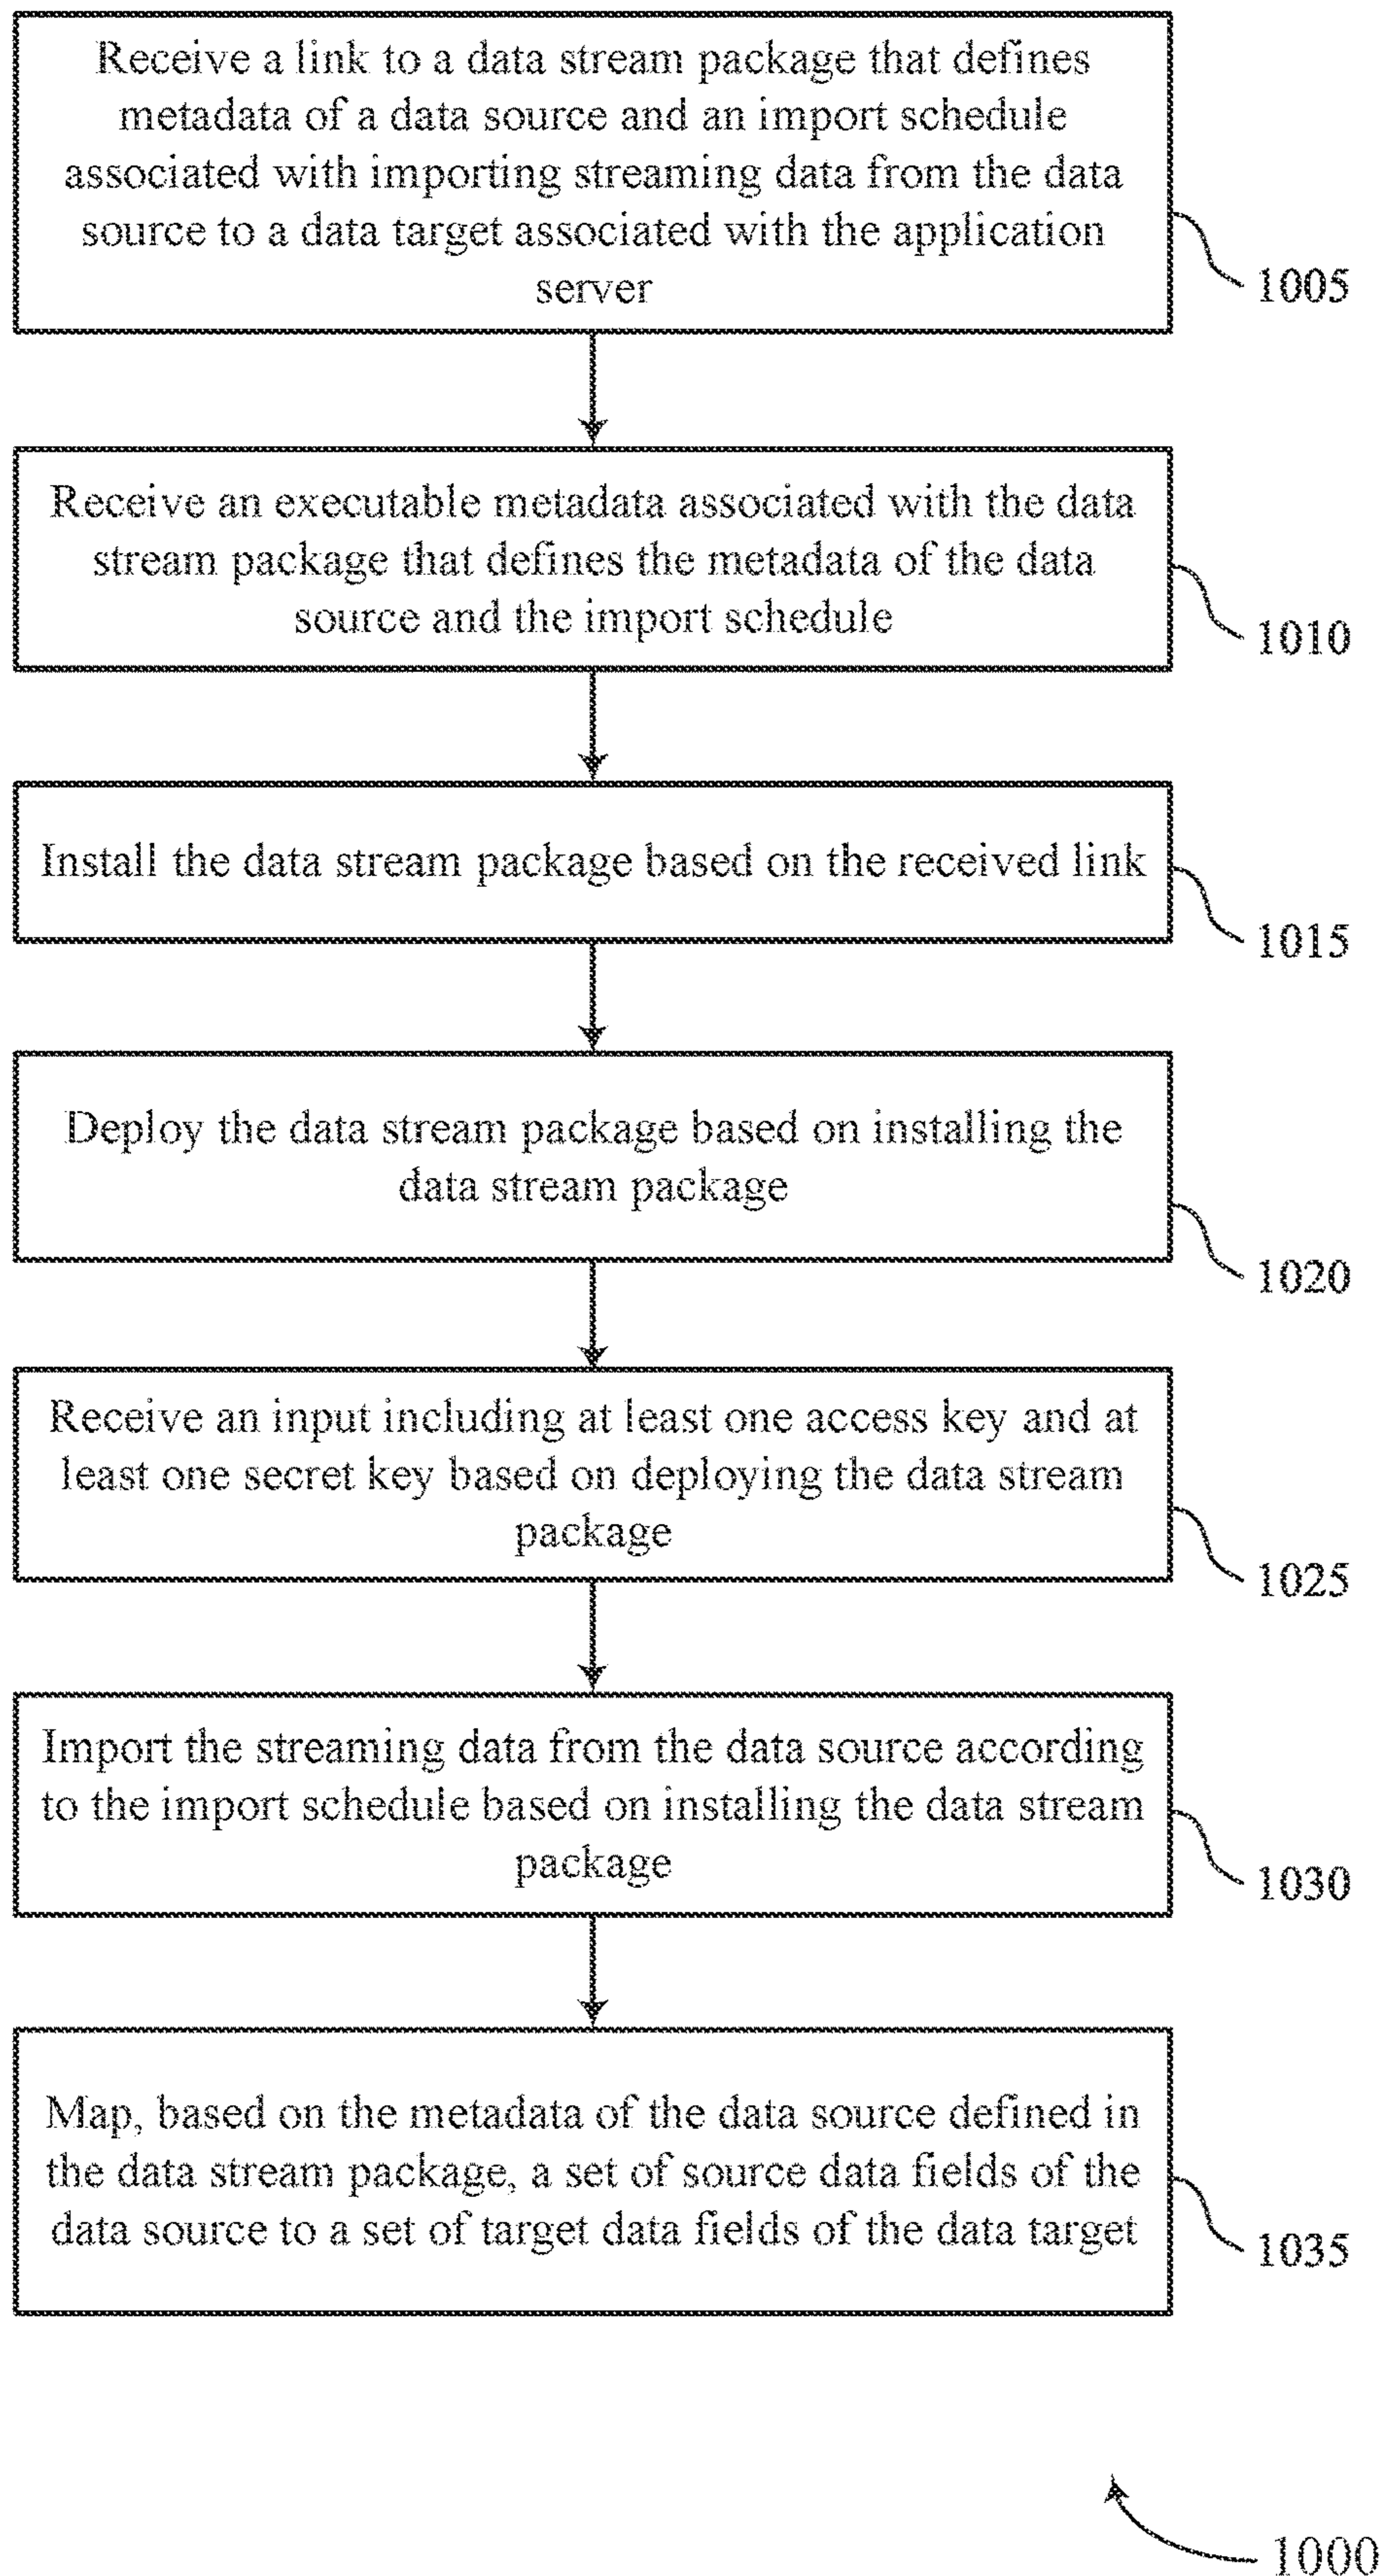 Receive a link to a data stream package that defines
metadata of a data source and an import schedule
associated with importing streaming data from the data
source to a data target associated with the application
server
1005
Receive an executable metadata associated with the data
stream package that defines the metadata of the data
source and the import schedule
1010
Install the data stream package based on the received link
1015
Deploy the data stream package based on installing the
data stream package
1020
Receive an input including at least one access key and at
least one secret key based on deploying the data stream
package
1025
Import the streaming data from the data source according
to the import schedule based on installing the data stream
package
1030
Map, based on the metadata of the data source defined in
the data stream package, a set of source data fields of the
data source to a set of target data fields of the data target
1035
1000